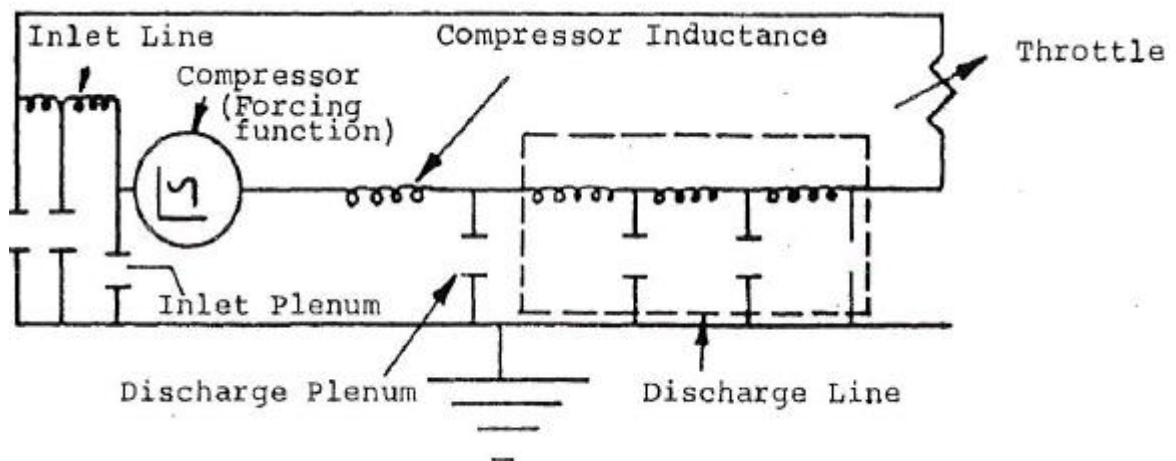 Inlet Line
Compressor Inductance
Throttle
Compressor
(Forcing
function)
Inlet Plenum
Discharge Plenum
Discharge Line